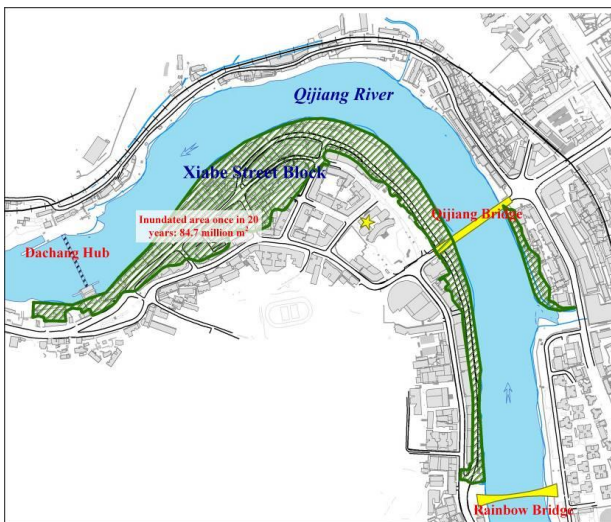 Qijiang River
Xiabe Street Block
Inundated area once in 20
years: 84.7 million m²
Qijiang Bridge
Dachang Hub
Rainbow Bridge